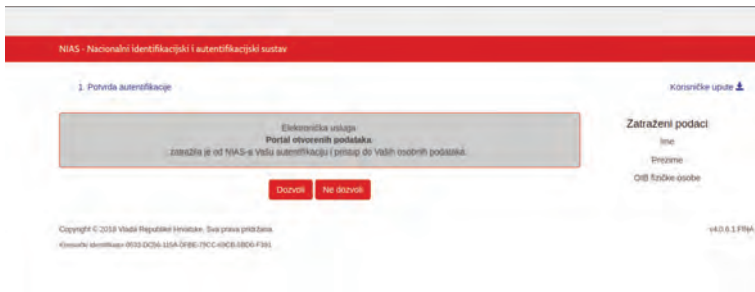 NIAS - Nacionalni identifikacijski i autentifikacijski sustav
1. Potvrda autentifikacije
Korisničke upute
Elektronička usluga
Portal otvorenih podataka
zatražila je od NIAS-a Vašu autentifikaciju i pristup do Vaših osobnih podataka.
Zatraženi podaci
Ime
Prezime
OIB fizičke osobe
Dozvoli Ne dozvoli
Copyright © 2018 Vlada Republike Hrvatske. Sva prava pridržana.
v4.0.6.1 FINA